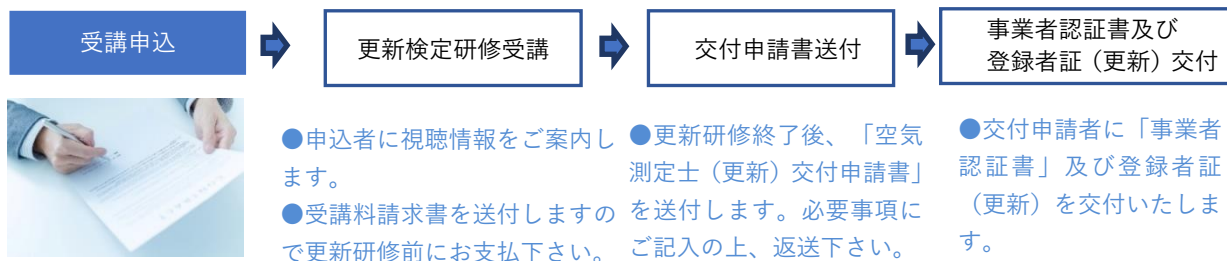 受講申込
更新検定研修受講
交付申請書送付
事業者認証書及び
登録者証（更新）交付
●申込者に視聴情報をご案内し
ます。
●受講料請求書を送付しますの
で更新研修前にお支払下さい。
●更新研修終了後、「空気
測定士（更新）交付申請書」
を送付します。必要事項に
ご記入の上、返送下さい。
●交付申請者に「事業者
認証書」及び登録者証
（更新）を交付いたしま
す。